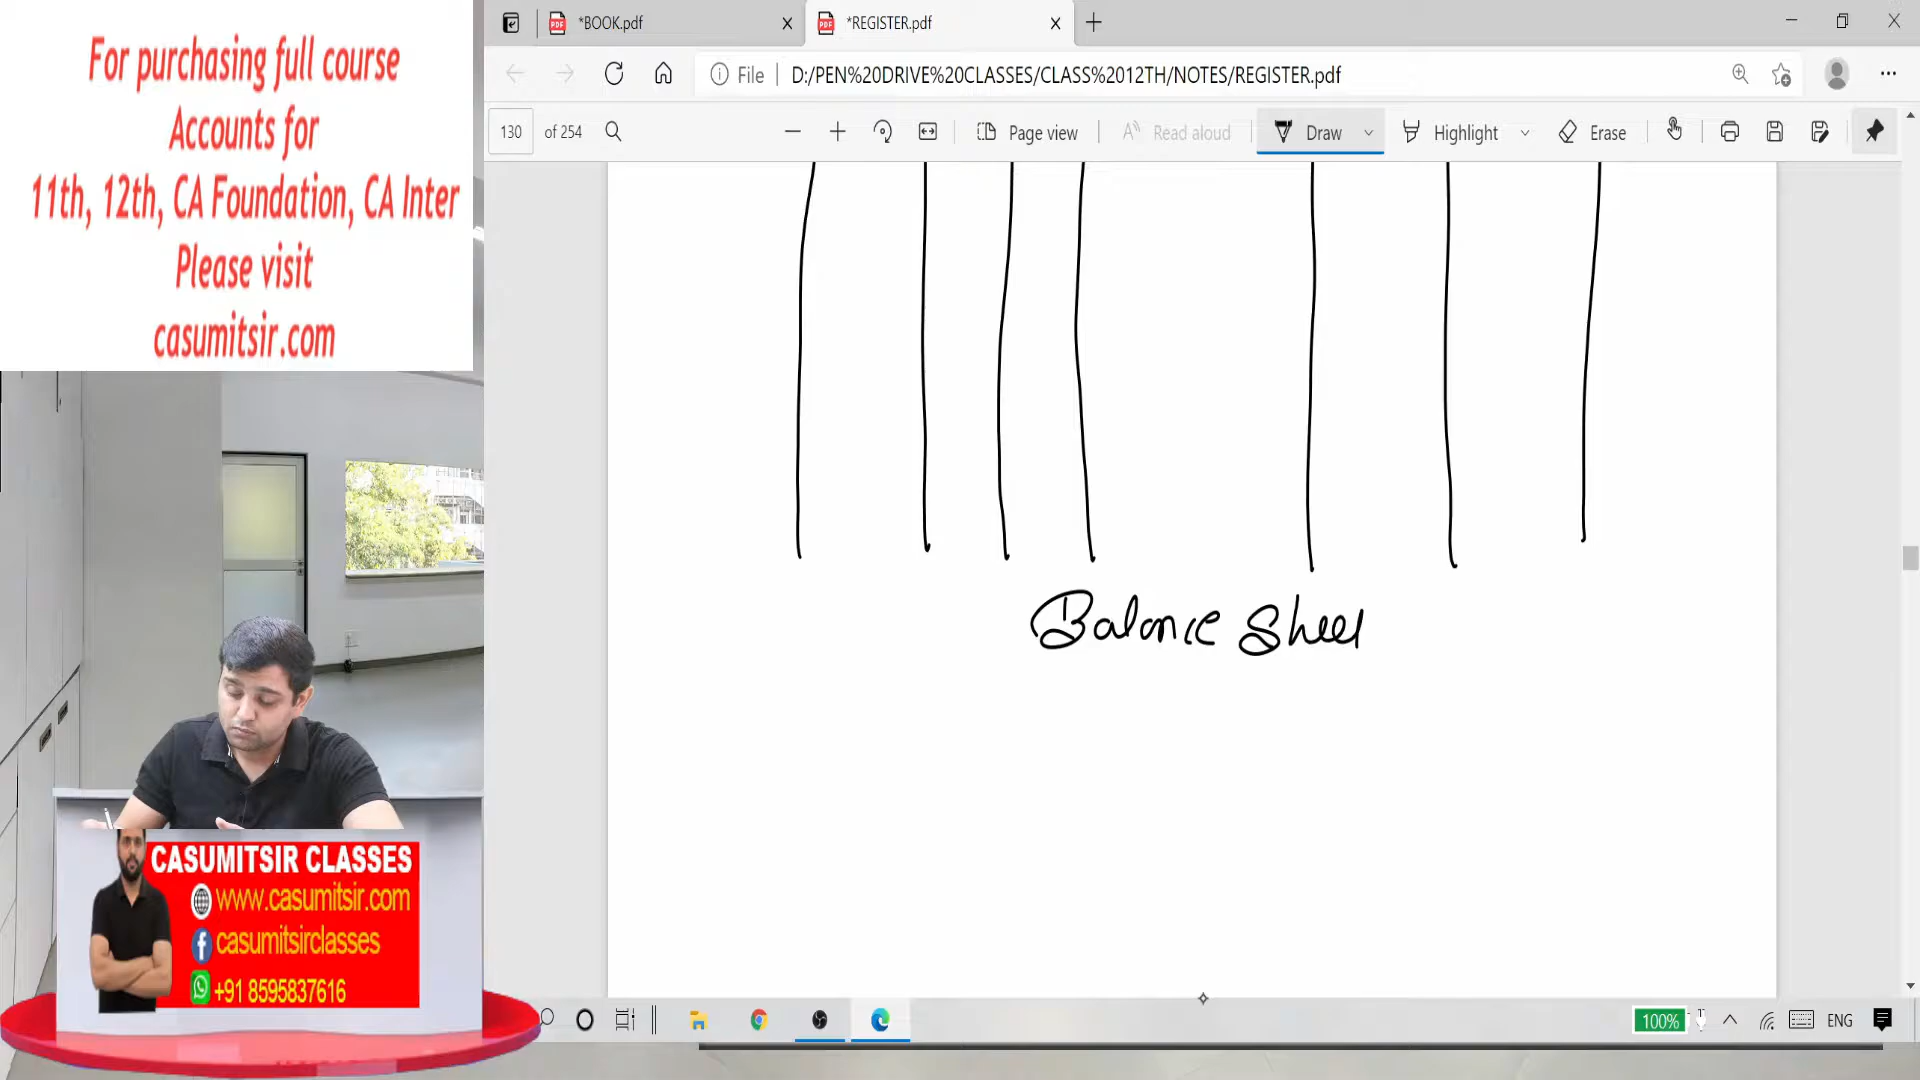 For purchasing full course
Accounts for
11th, 12th, CA Foundation, CA Inter
Please visit
casumitsir.com
CASUMITSIR CLASSES
www.casumitsir.com
casumitsirclasses
+91 8595837616
*BOOK.pdf
*REGISTER.pdf
File
D:/PEN%20DRIVE%20CLASSES/CLASS%2012TH/NOTES/REGISTER.pdf
130 of 254
Page view
Read aloud
Draw
Highlight
Erase
Balance Sheet
100%
ENG